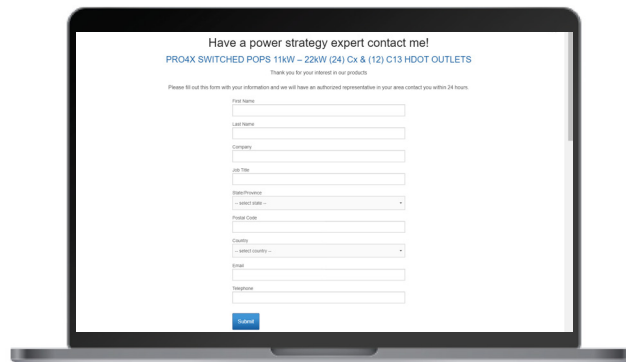 Have a power strategy expert contact me!
PRO4X SWITCHED POPS 11kW – 22kW (24) Cx & (12) C13 HDOT OUTLETS
Thank you for your interest in our products
Please fill out this form with your information and we will have an authorized representative in your area contact you within 24 hours.
First Name
Last Name
Company
Job Title
State/Province
-- select state --
Postal Code
Country
-- select country --
Email
Telephone
Submit